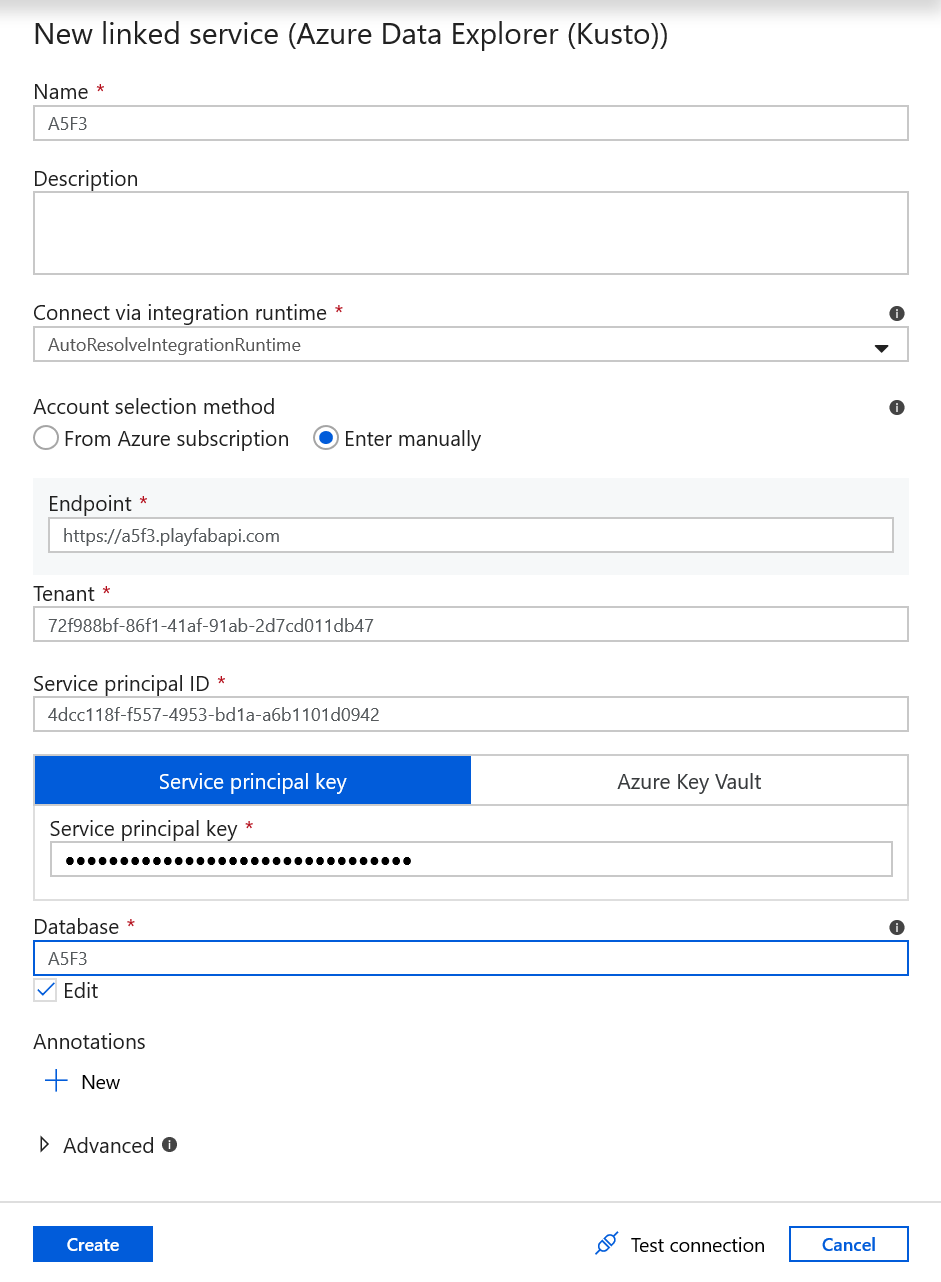 New linked service (Azure Data Explorer (Kusto))
Name *
A5F3
Description
Connect via integration runtime *
AutoResolveIntegrationRuntime
Account selection method
From Azure subscription Enter manually
Endpoint *
https://a5f3.playfabapi.com
Tenant *
72f988bf-86f1-41af-91ab-2d7cd011db47
Service principal ID *
4dcc118f-f557-4953-bd1a-a6b1101d0942
Service principal key Azure Key Vault
Service principal key *
••••••••••••••••••••••••••••••••
Database *
A5F3
Edit
Annotations
New
Advanced
Create Test connection Cancel